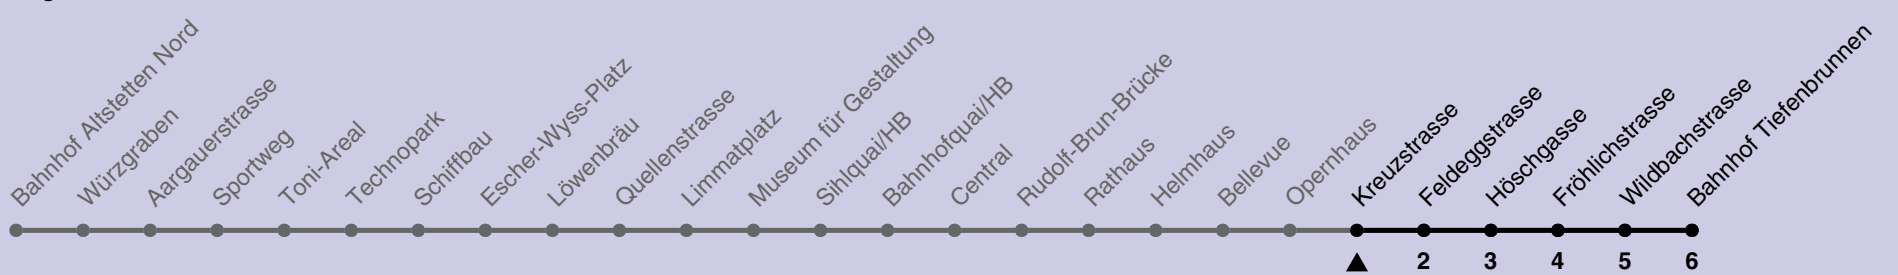 Bahnhof Altstetten Nord
Würzgraben
Aargauerstrasse
Sportweg
Toni-Areal
Technopark
Schiffbau
Escher-Wyss-Platz
Löwenbräu
Quellenstrasse
Limmatplatz
Museum für Gestaltung
Sihlquai/HB
Bahnhofquai/HB
Central
Rudolf-Brun-Brücke
Rathaus
Helmhaus
Bellevue
Opernhaus
Kreuzstrasse
Feldeggstrasse
Höschgasse
Fröhlichstrasse
Wildbachstrasse
Bahnhof Tiefenbrunnen
2 3 4 5 6